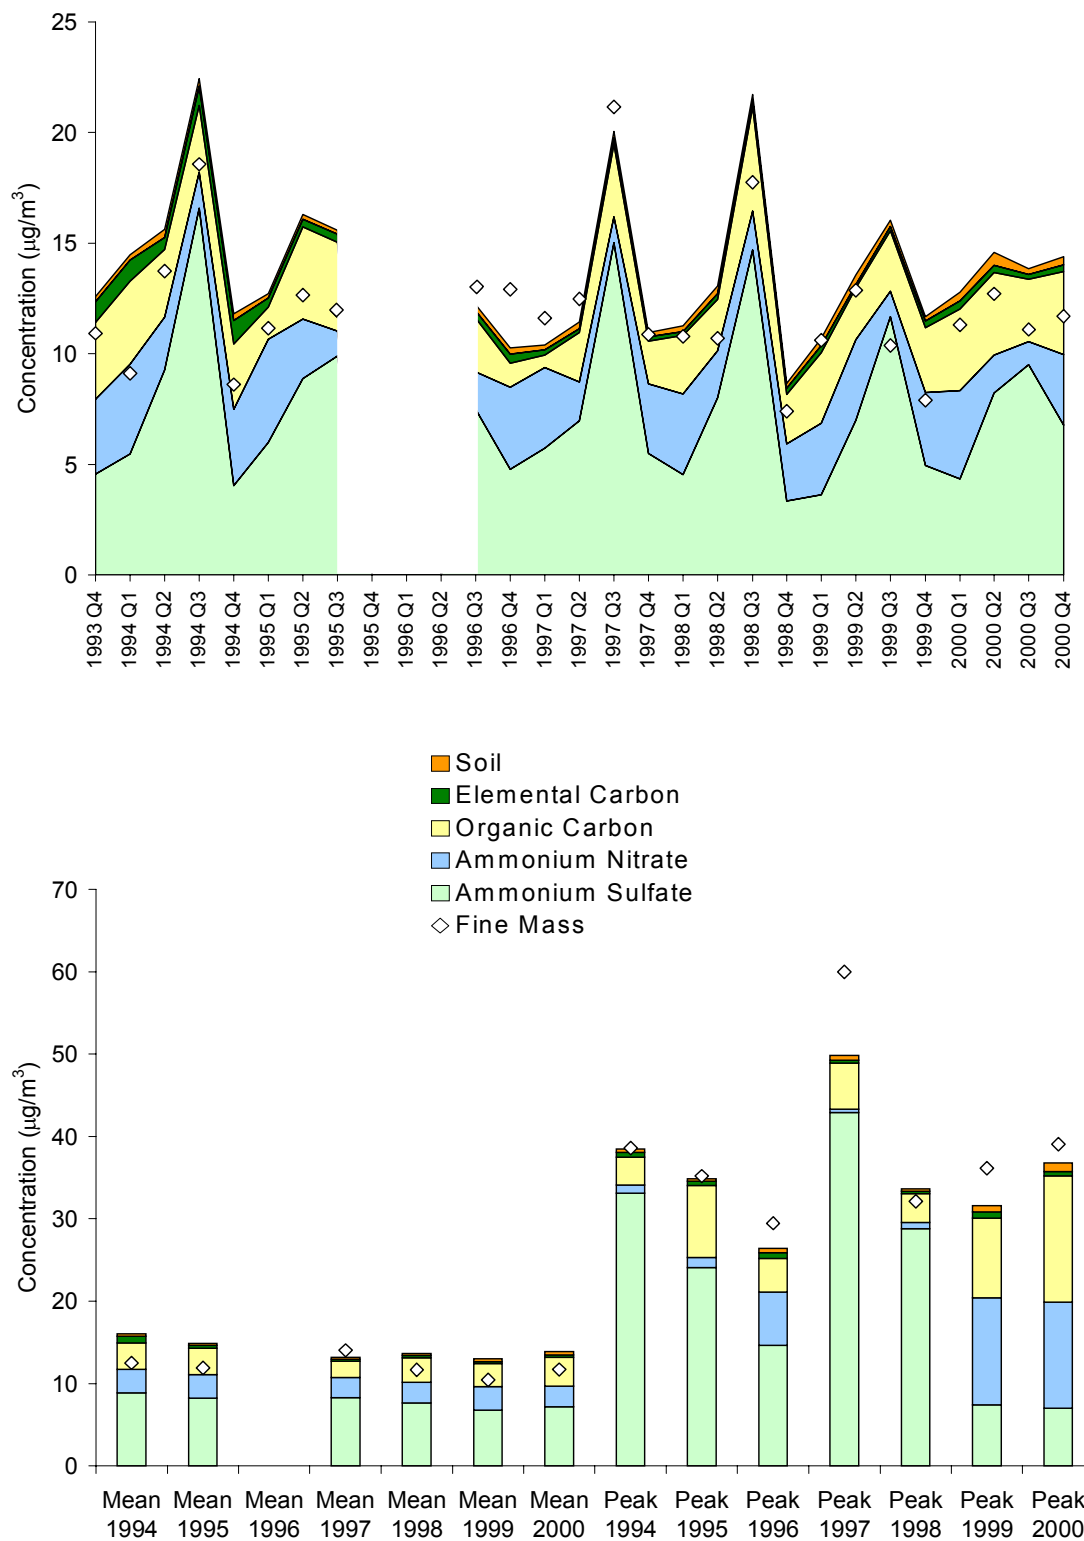 25
20
15
10
5
0
Concentration (µg/m³)
1993 Q4
1994 Q1
1994 Q2
1994 Q3
1994 Q4
1995 Q1
1995 Q2
1995 Q3
1995 Q4
1996 Q1
1996 Q2
1996 Q3
1996 Q4
1997 Q1
1997 Q2
1997 Q3
1997 Q4
1998 Q1
1998 Q2
1998 Q3
1998 Q4
1999 Q1
1999 Q2
1999 Q3
1999 Q4
2000 Q1
2000 Q2
2000 Q3
2000 Q4
Soil
Elemental Carbon
Organic Carbon
Ammonium Nitrate
Ammonium Sulfate
Fine Mass
70
60
50
40
30
20
10
0
Concentration (µg/m³)
Mean 1994
Mean 1995
Mean 1996
Mean 1997
Mean 1998
Mean 1999
Mean 2000
Peak 1994
Peak 1995
Peak 1996
Peak 1997
Peak 1998
Peak 1999
Peak 2000